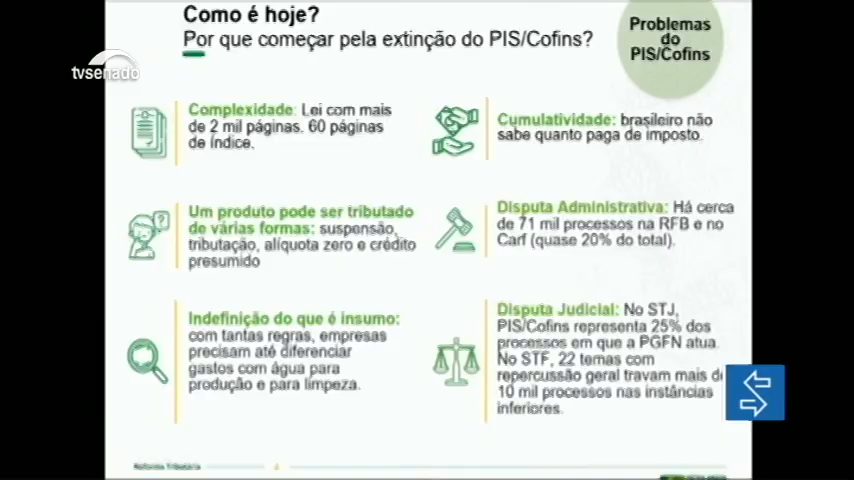 Como é hoje?
Por que começar pela extinção do PIS/Cofins?
Problemas
do
PIS/Cofins
tvsenado
Complexidade: Lei com mais
de 2 mil páginas. 60 páginas
de índice.
Cumulatividade: brasileiro não
sabe quanto paga de imposto.
Um produto pode ser tributado
de várias formas: suspensão,
tributação, alíquota zero e crédito
presumido
Disputa Administrativa: Há cerca
de 71 mil processos na RFB e no
Carf (quase 20% do total).
Indefinição do que é insumo:
com tantas regras, empresas
precisam até diferenciar
gastos com água para
produção e para limpeza.
Disputa Judicial: No STJ,
PIS/Cofins representa 25% dos
processos em que a PGFN atua.
No STF, 22 temas com
repercussão geral travam mais d
10 mil processos nas instâncias
inferiores.
Reforma Tributária
4